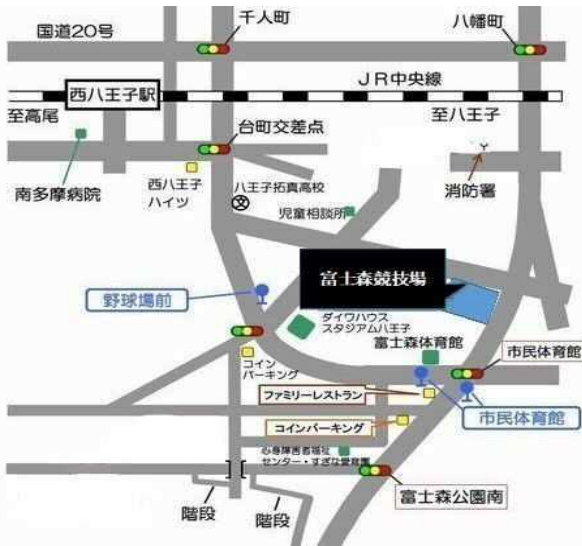 千人町
八幡町
国道20号
JR中央線
西八王子駅
至高尾
至八王子
台町交差点
南多摩病院
西八王子
ハイツ
八王子拓真高校
文
児童相談所
消防署
富士森競技場
野球場前
ダイワハウス
スタジアム八王子
富士森体育館
市民体育館
コイン
パーキング
ファミリーレストラン
市民体育館
コインパーキング
心身障害者福祉
センター・すぎな愛育園
富士森公園南
階段
階段